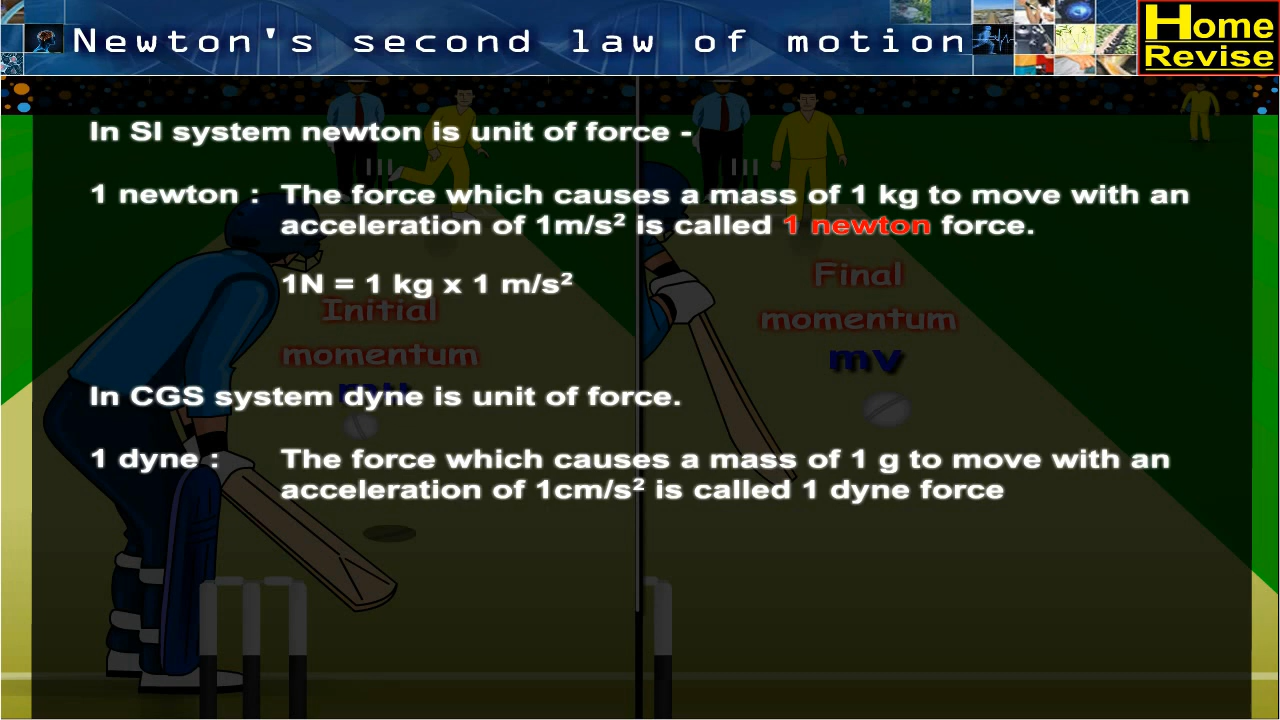 Newton's second law of motion
Home
Revise
In SI system newton is unit of force -
1 newton : The force which causes a mass of 1 kg to move with an
acceleration of 1m/s² is called 1 newton force.
1N = 1 kg x 1 m/s²
Initial
momentum
mu
Final
momentum
mv
In CGS system dyne is unit of force.
1 dyne : The force which causes a mass of 1 g to move with an
acceleration of 1cm/s² is called 1 dyne force